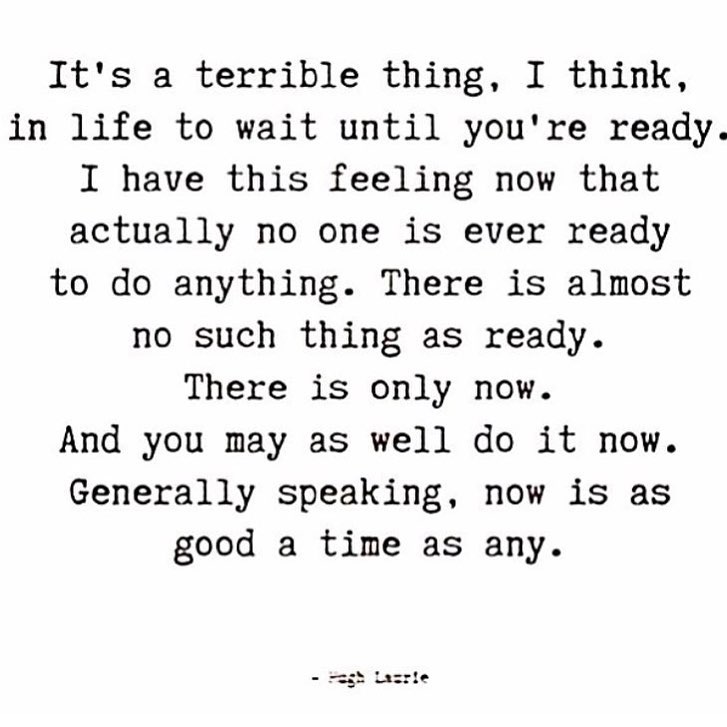 It's a terrible thing, I think,
in life to wait until you're ready.
I have this feeling now that
actually no one is ever ready
to do anything. There is almost
no such thing as ready.
There is only now.
And you may as well do it now.
Generally speaking, now is as
good a time as any.
- Hugh Laurie